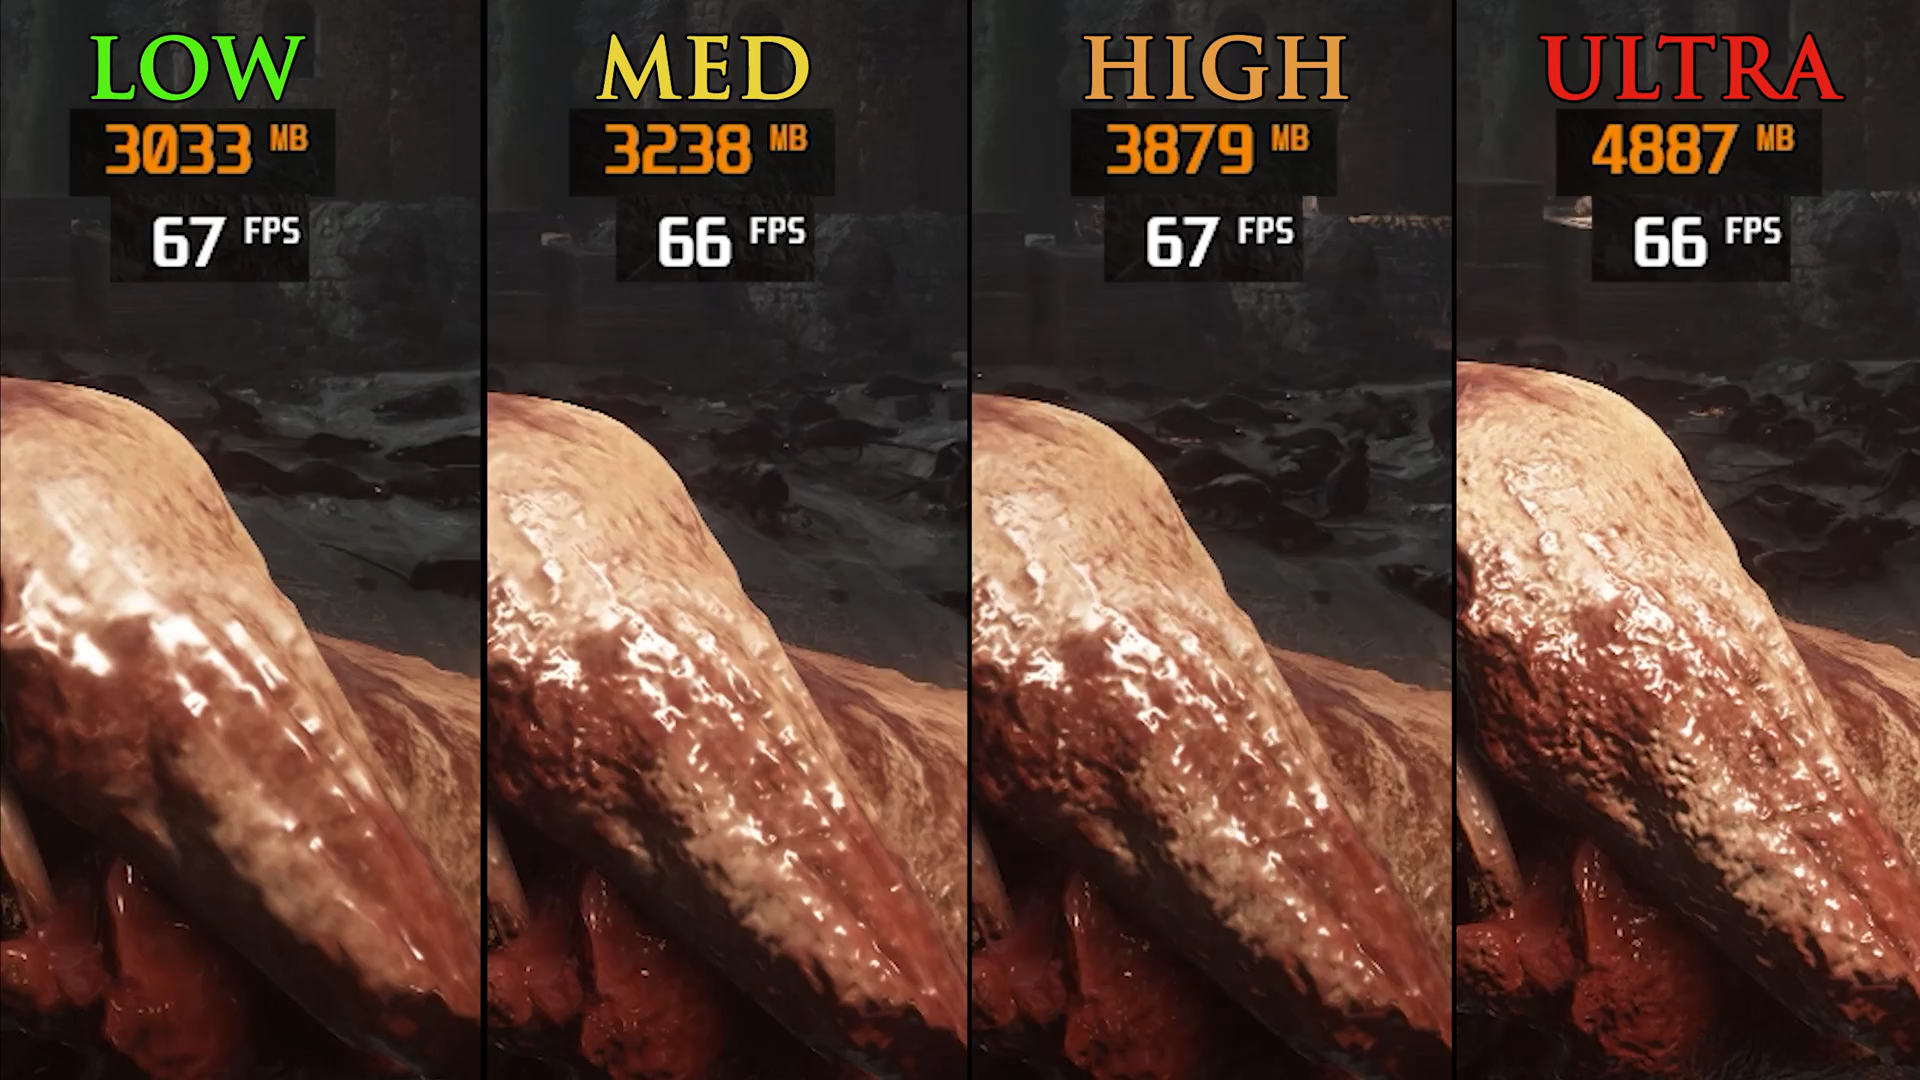 LOW
3033 MB
67 FPS
MED
3238 MB
66 FPS
HIGH
3879 MB
67 FPS
ULTRA
4887 MB
66 FPS